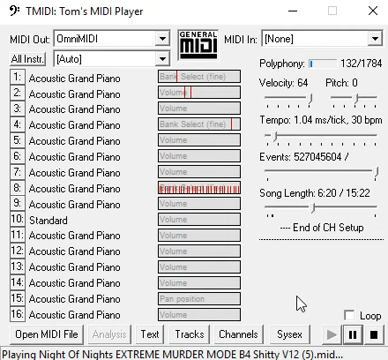 TMIDI: Tom's MIDI Player
MIDI Out: OmniMIDI
GENERAL MIDI
MIDI In: [None]
All Instr.: [Auto]
Polyphony: 132/1784
1: Acoustic Grand Piano Bank Select (fine)
Velocity: 64 Pitch: 0
2: Acoustic Grand Piano Volume
3: Acoustic Grand Piano Volume
Tempo: 1.04 ms/tick, 30 bpm
4: Acoustic Grand Piano Bank Select (fine)
5: Acoustic Grand Piano Volume
6: Acoustic Grand Piano Volume
Events: 527045604 /
7: Acoustic Grand Piano Volume
8: Acoustic Grand Piano
Song Length: 6:20 / 15:22
9: Acoustic Grand Piano Volume
10: Standard Volume
---- End of CH Setup
11: Acoustic Grand Piano Volume
12: Acoustic Grand Piano Volume
13: Acoustic Grand Piano Volume
14: Acoustic Grand Piano Volume
15: Acoustic Grand Piano Pan position
16: Acoustic Grand Piano Volume
Loop
Open MIDI File Analysis Text Tracks Channels Sysex
Playing Night Of Nights EXTREME MURDER MODE B4 Shitty V12 (5).mid...